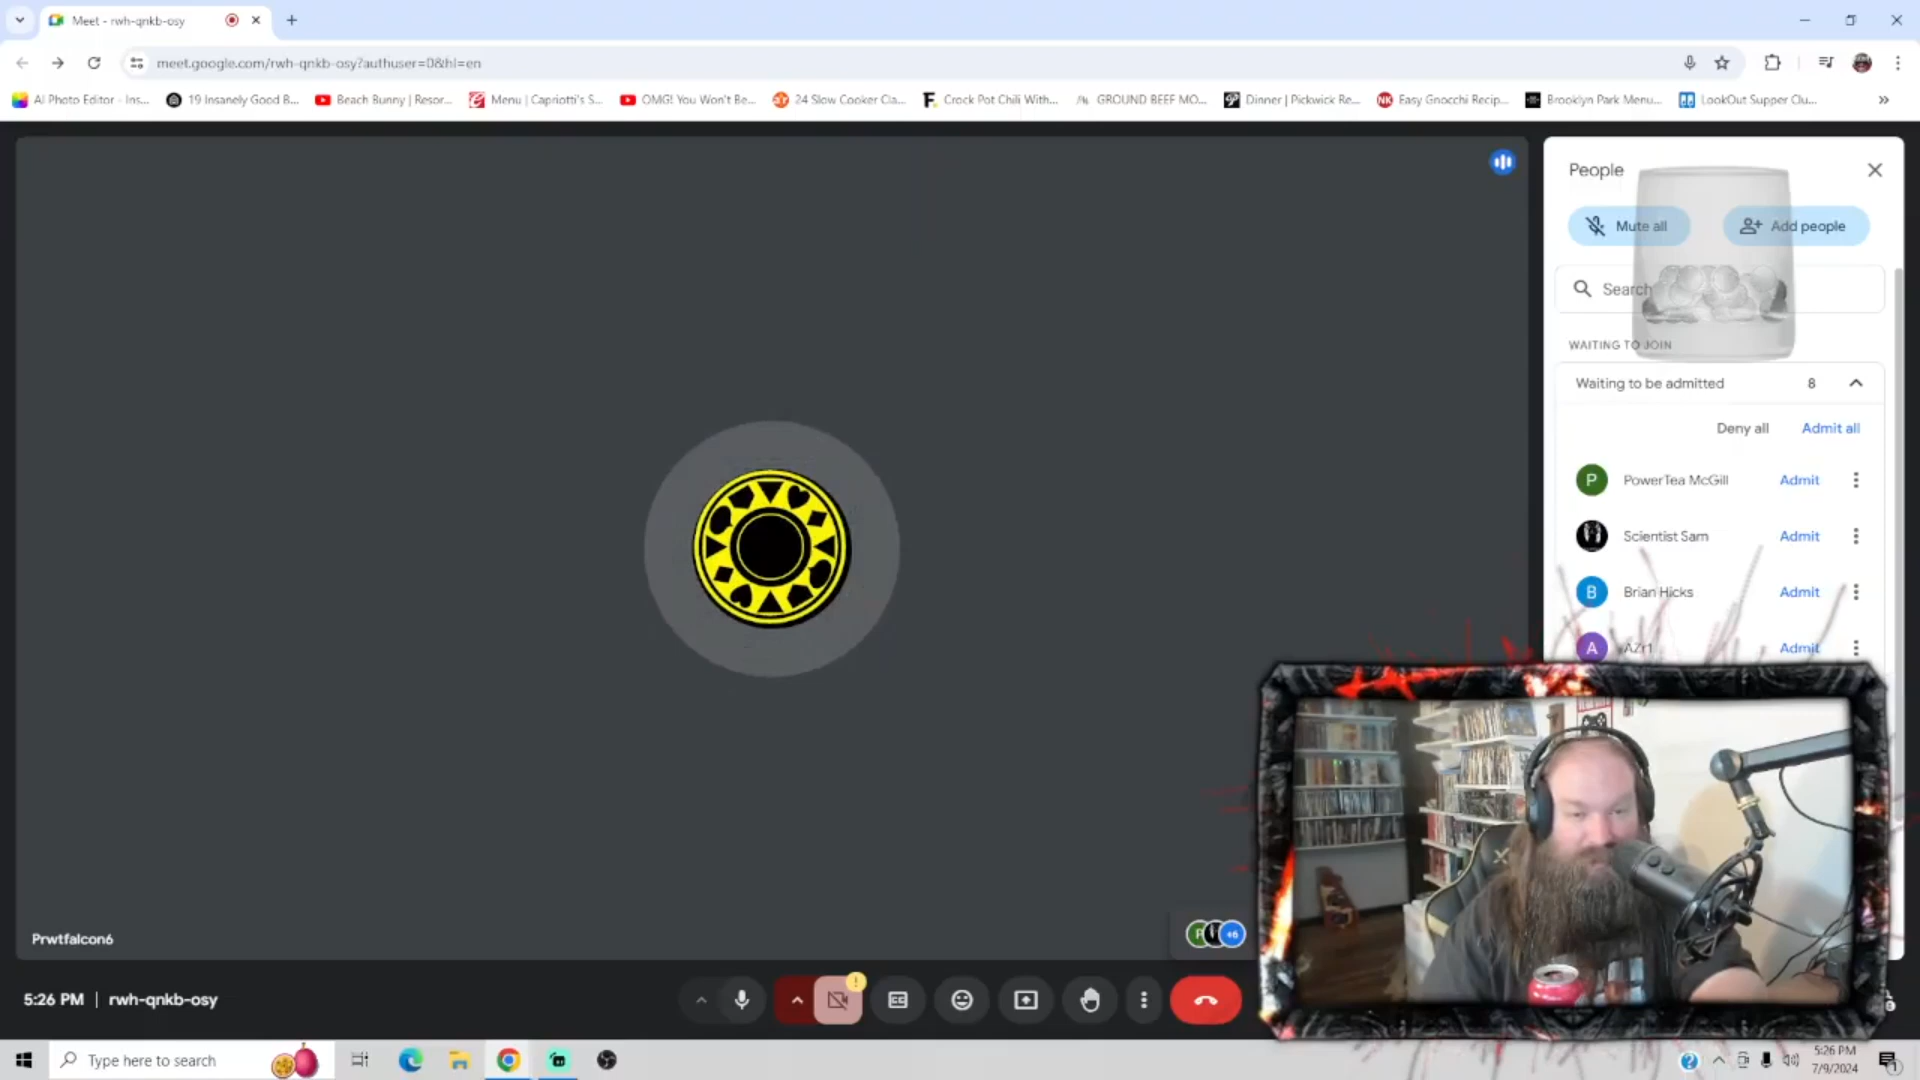 Meet - rwh-qnkb-osy
meet.google.com/rwh-qnkb-osy?authuser=0&hl=en
AI Photo Editor - Ins...
19 Insanely Good B...
Beach Bunny | Resor...
Menu | Capriotti's S...
OMG! You Won't Be...
24 Slow Cooker Cla...
Crock Pot Chili With...
GROUND BEEF MO...
Dinner | Pickwick Re...
NK Easy Gnocchi Recip...
Brooklyn Park Menu...
LookOut Supper Clu...
People
Mute all
Add people
Search
WAITING TO JOIN
Waiting to be admitted 8
Deny all Admit all
P PowerTea McGill Admit
Scientist Sam Admit
B Brian Hicks Admit
A AZr1 Admit
Prwtfalcon6
+6
5:26 PM | rwh-qnkb-osy
Type here to search
5:26 PM
7/9/2024